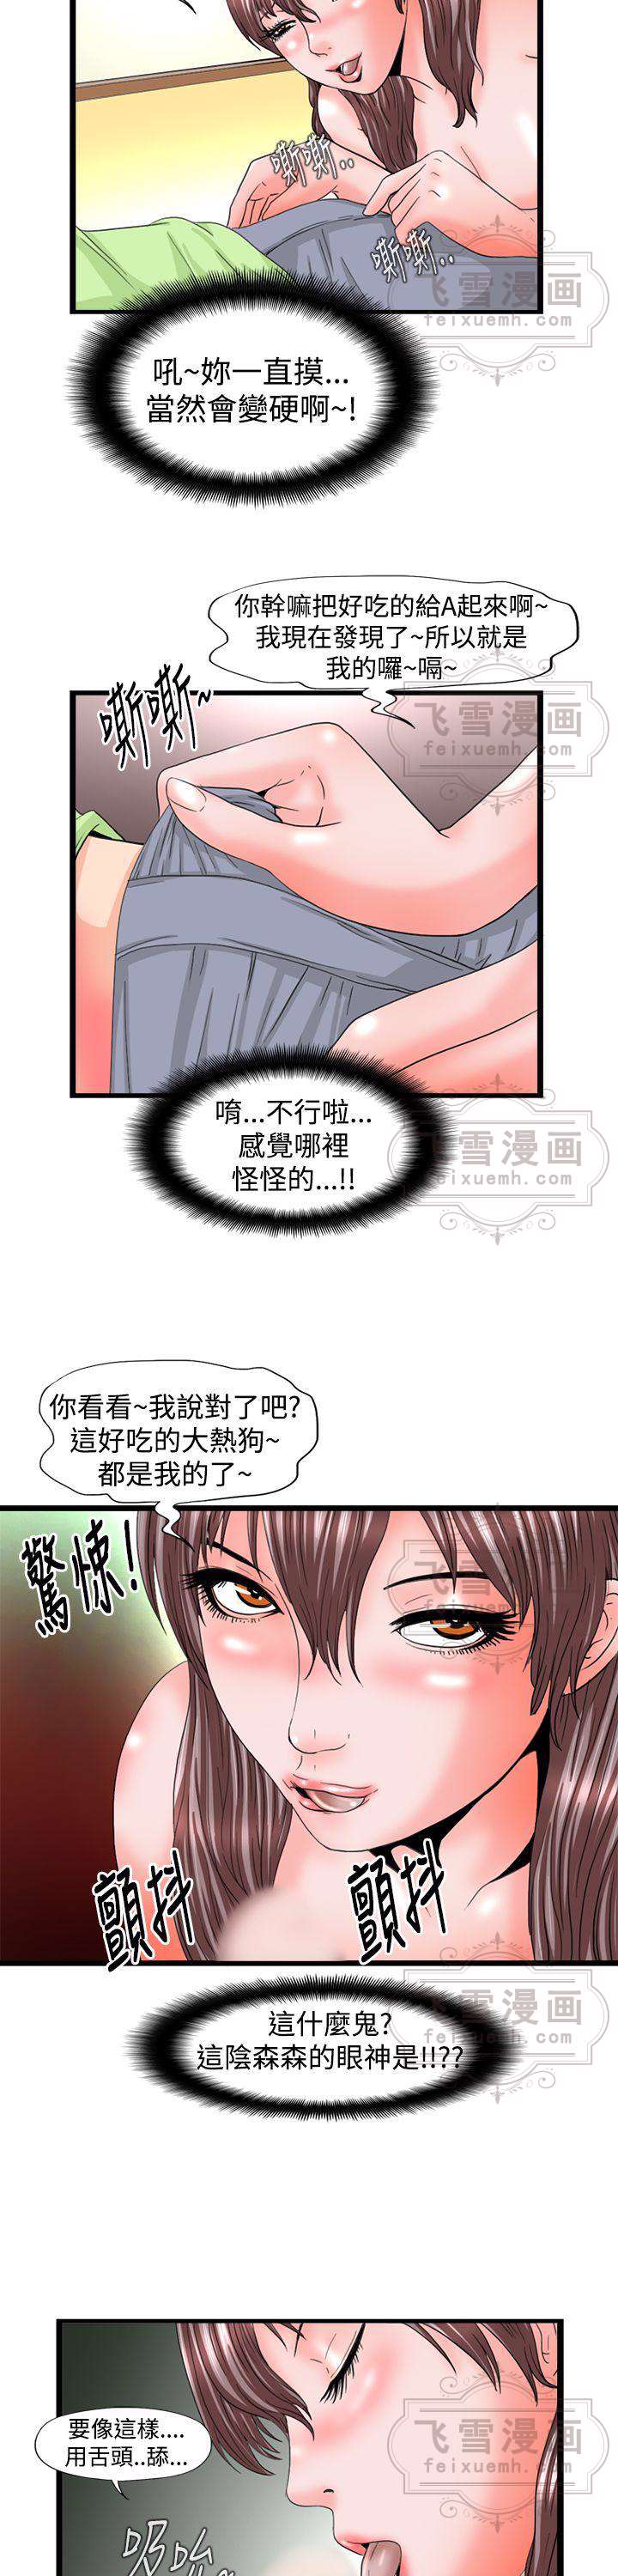 嘶嘶..
嘶嘶..
飞雪漫画
feixuemh.com
吼~妳一直摸...
當然會變硬啊~!
你幹嘛把好吃的給A起來啊~
我現在發現了~所以就是
我的囉~嗝~
嘶嘶~
飞雪漫画
feixuemh.com
唷...不行啦...
感覺哪裡
怪怪的...!!
飞雪漫画
feixuemh.com
你看看~我說對了吧?
這好吃的大熱狗~
都是我的了~
驚悚!
飞雪漫画
feixuemh.com
顫抖
顫抖
這什麼鬼?
這陰森森的眼神是!!??
飞雪漫画
feixuemh.com
要像這樣....
用舌頭..舔...
飞雪漫画
feixuemh.com
吸吮